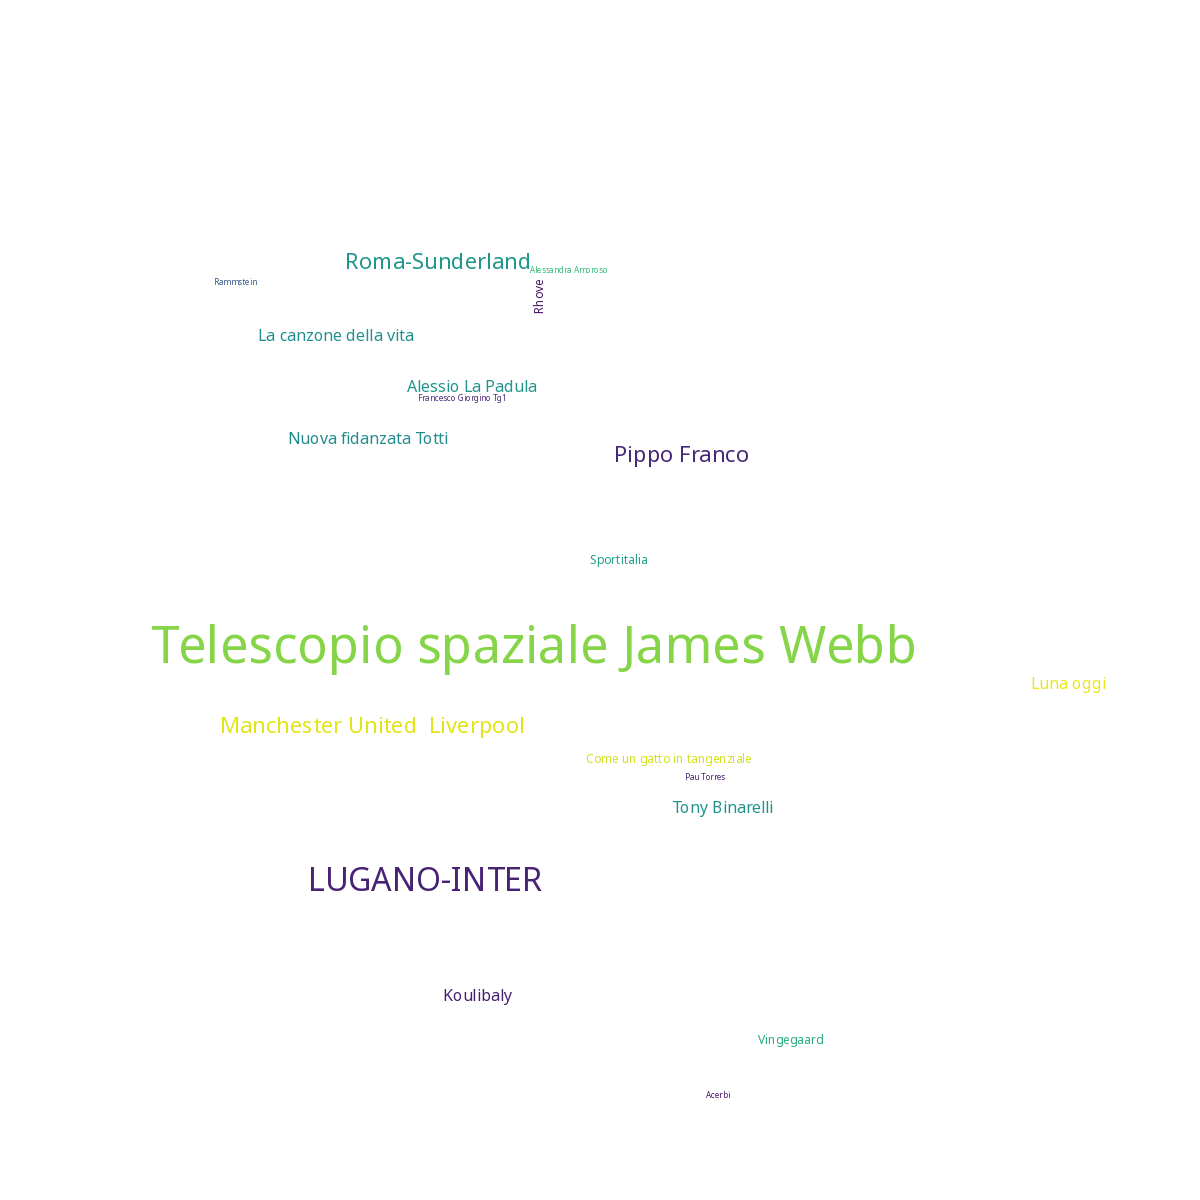 Roma-Sunderland
Alessandra Amoroso
Rammstein
Rhove
La canzone della vita
Alessio La Padula
Francesco Giorgino Tg1
Nuova fidanzata Totti
Pippo Franco
Sportitalia
Telescopio spaziale James Webb
Luna oggi
Manchester United  Liverpool
Come un gatto in tangenziale
Pau Torres
Tony Binarelli
LUGANO-INTER
Koulibaly
Vingegaard
Acerbi